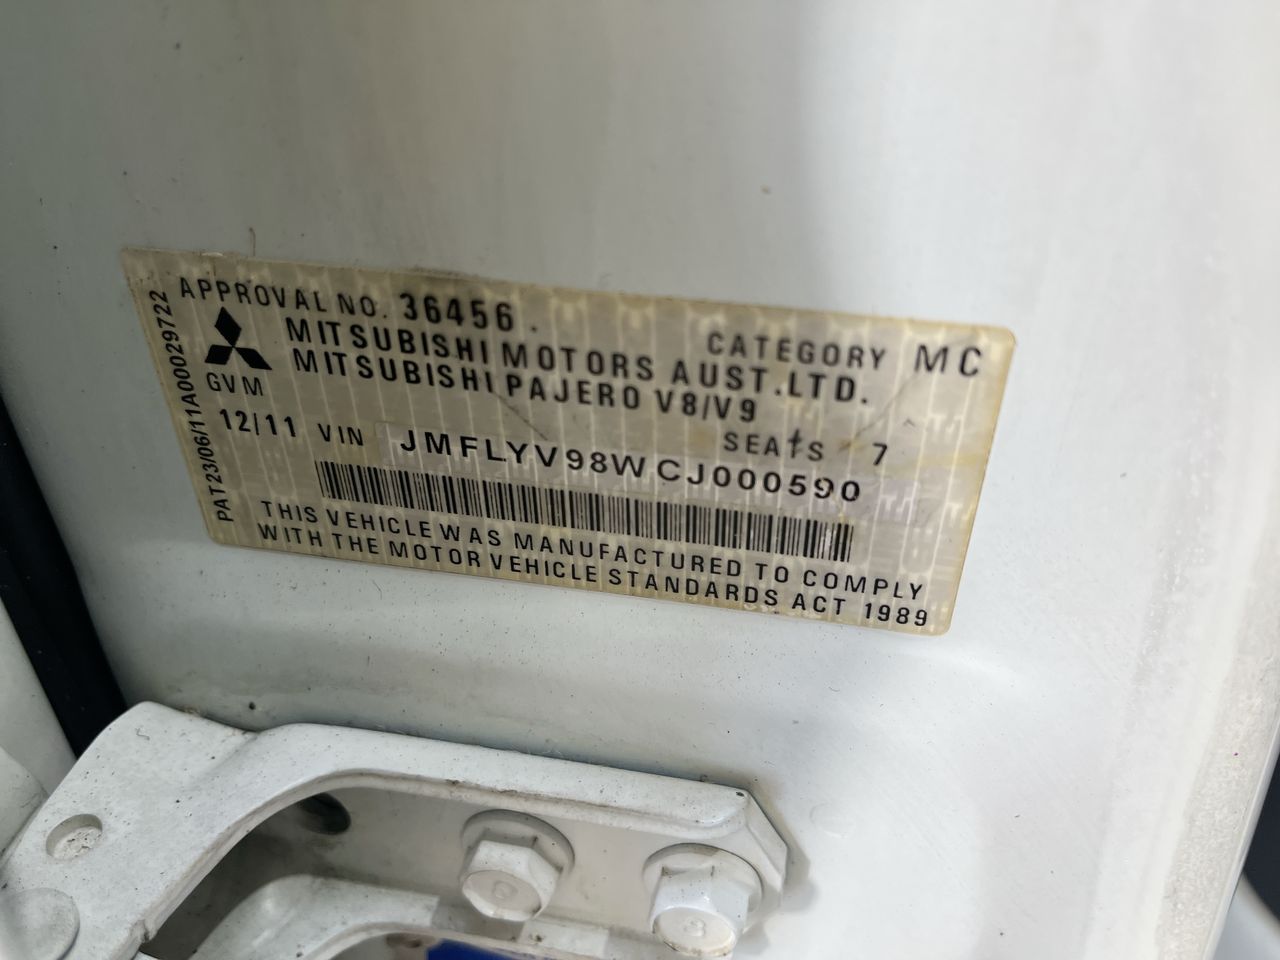 APPROVAL NO. 36456 .
CATEGORY MC
MITSUBISHI MOTORS AUST.LTD.
MITSUBISHI PAJERO V8/V9
GVM
SEATS 7
12/11 VIN JMFLYV98WCJ000590
THIS VEHICLE WAS MANUFACTURED TO COMPLY
WITH THE MOTOR VEHICLE STANDARDS ACT 1989
PAT23/06/11A00029722